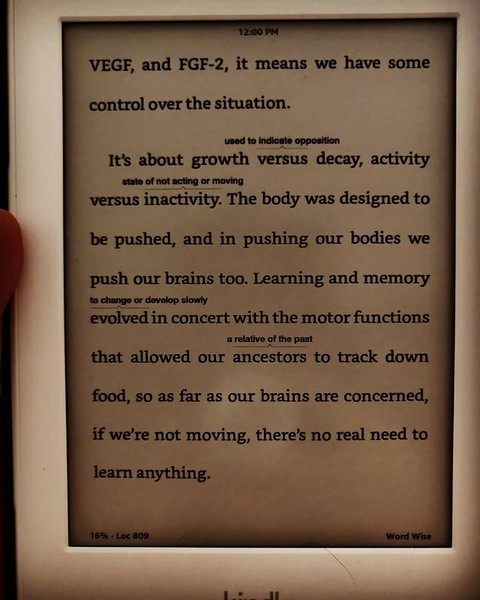 12:00 PM
VEGF, and FGF-2, it means we have some
control over the situation.
used to indicate opposition
It's about growth versus decay, activity
state of not acting or moving
versus inactivity. The body was designed to
be pushed, and in pushing our bodies we
push our brains too. Learning and memory
to change or develop slowly
evolved in concert with the motor functions
a relative of the past
that allowed our ancestors to track down
food, so as far as our brains are concerned,
if we're not moving, there's no real need to
learn anything.
16% • Loc 809 Word Wise
kindle